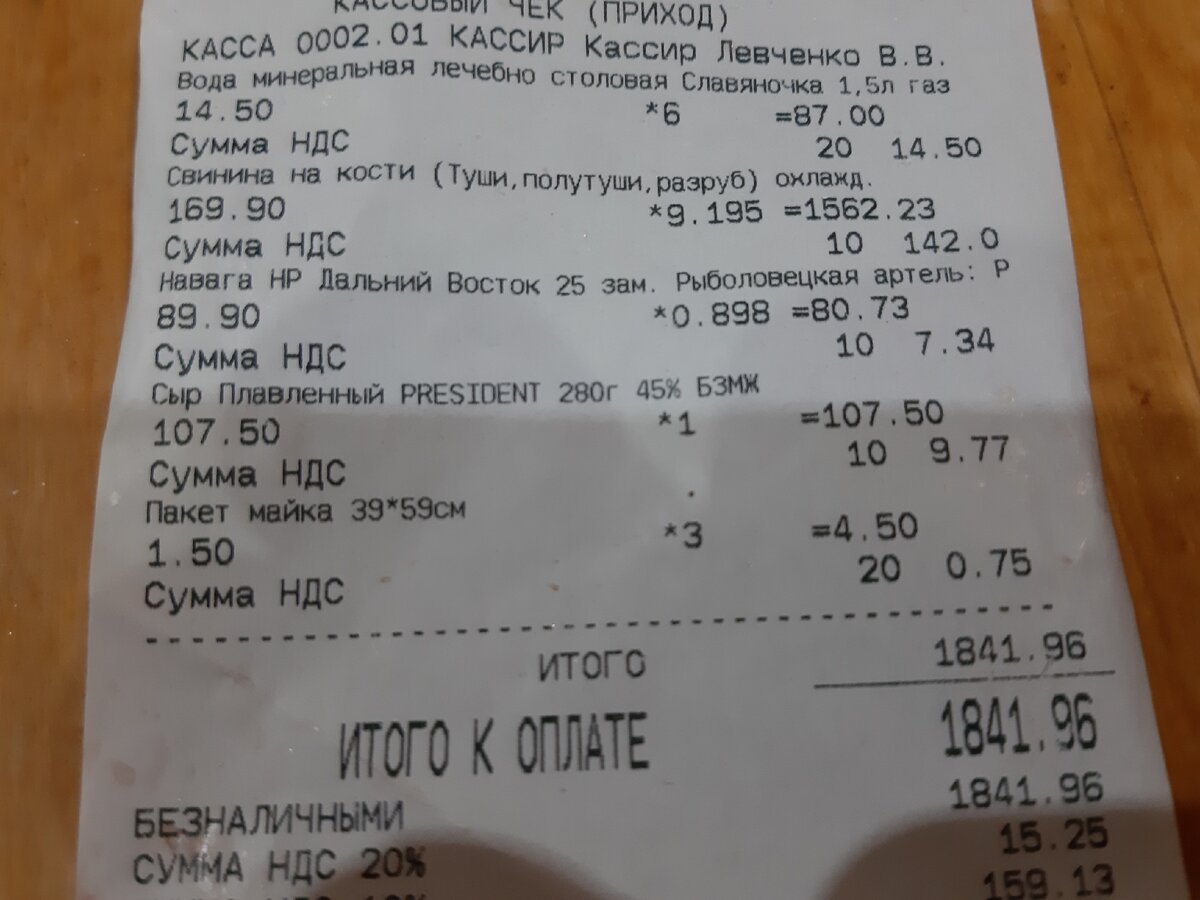 КАССОВЫЙ ЧЕК (ПРИХОД)
КАССА 0002.01 КАССИР Кассир Левченко В.В.
Вода минеральная лечебно столовая Славяночка 1,5л газ
14.50 *6 =87.00
Сумма НДС 20 14.50
Свинина на кости (Туши,полутуши,разруб) охлажд.
169.90 *9.195 =1562.23
Сумма НДС 10 142.0
Навага НР Дальний Восток 25 зам. Рыболовецкая артель: Р
89.90 *0.898 =80.73
Сумма НДС 10 7.34
Сыр Плавленный PRESIDENT 280г 45% БЗМЖ
107.50 *1 =107.50
Сумма НДС 10 9.77
Пакет майка 39*59см
1.50 *3 =4.50
Сумма НДС 20 0.75
ИТОГО 1841.96
ИТОГО К ОПЛАТЕ 1841.96
БЕЗНАЛИЧНЫМИ 1841.96
СУММА НДС 20% 15.25
159.13